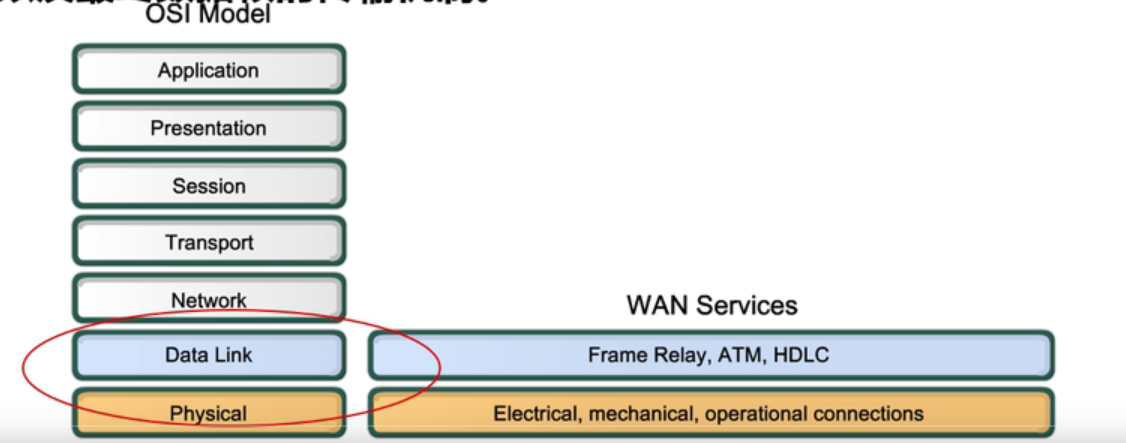 OSI Model
Application
Presentation
Session
Transport
Network
WAN Services
Data Link
Frame Relay, ATM, HDLC
Physical
Electrical, mechanical, operational connections